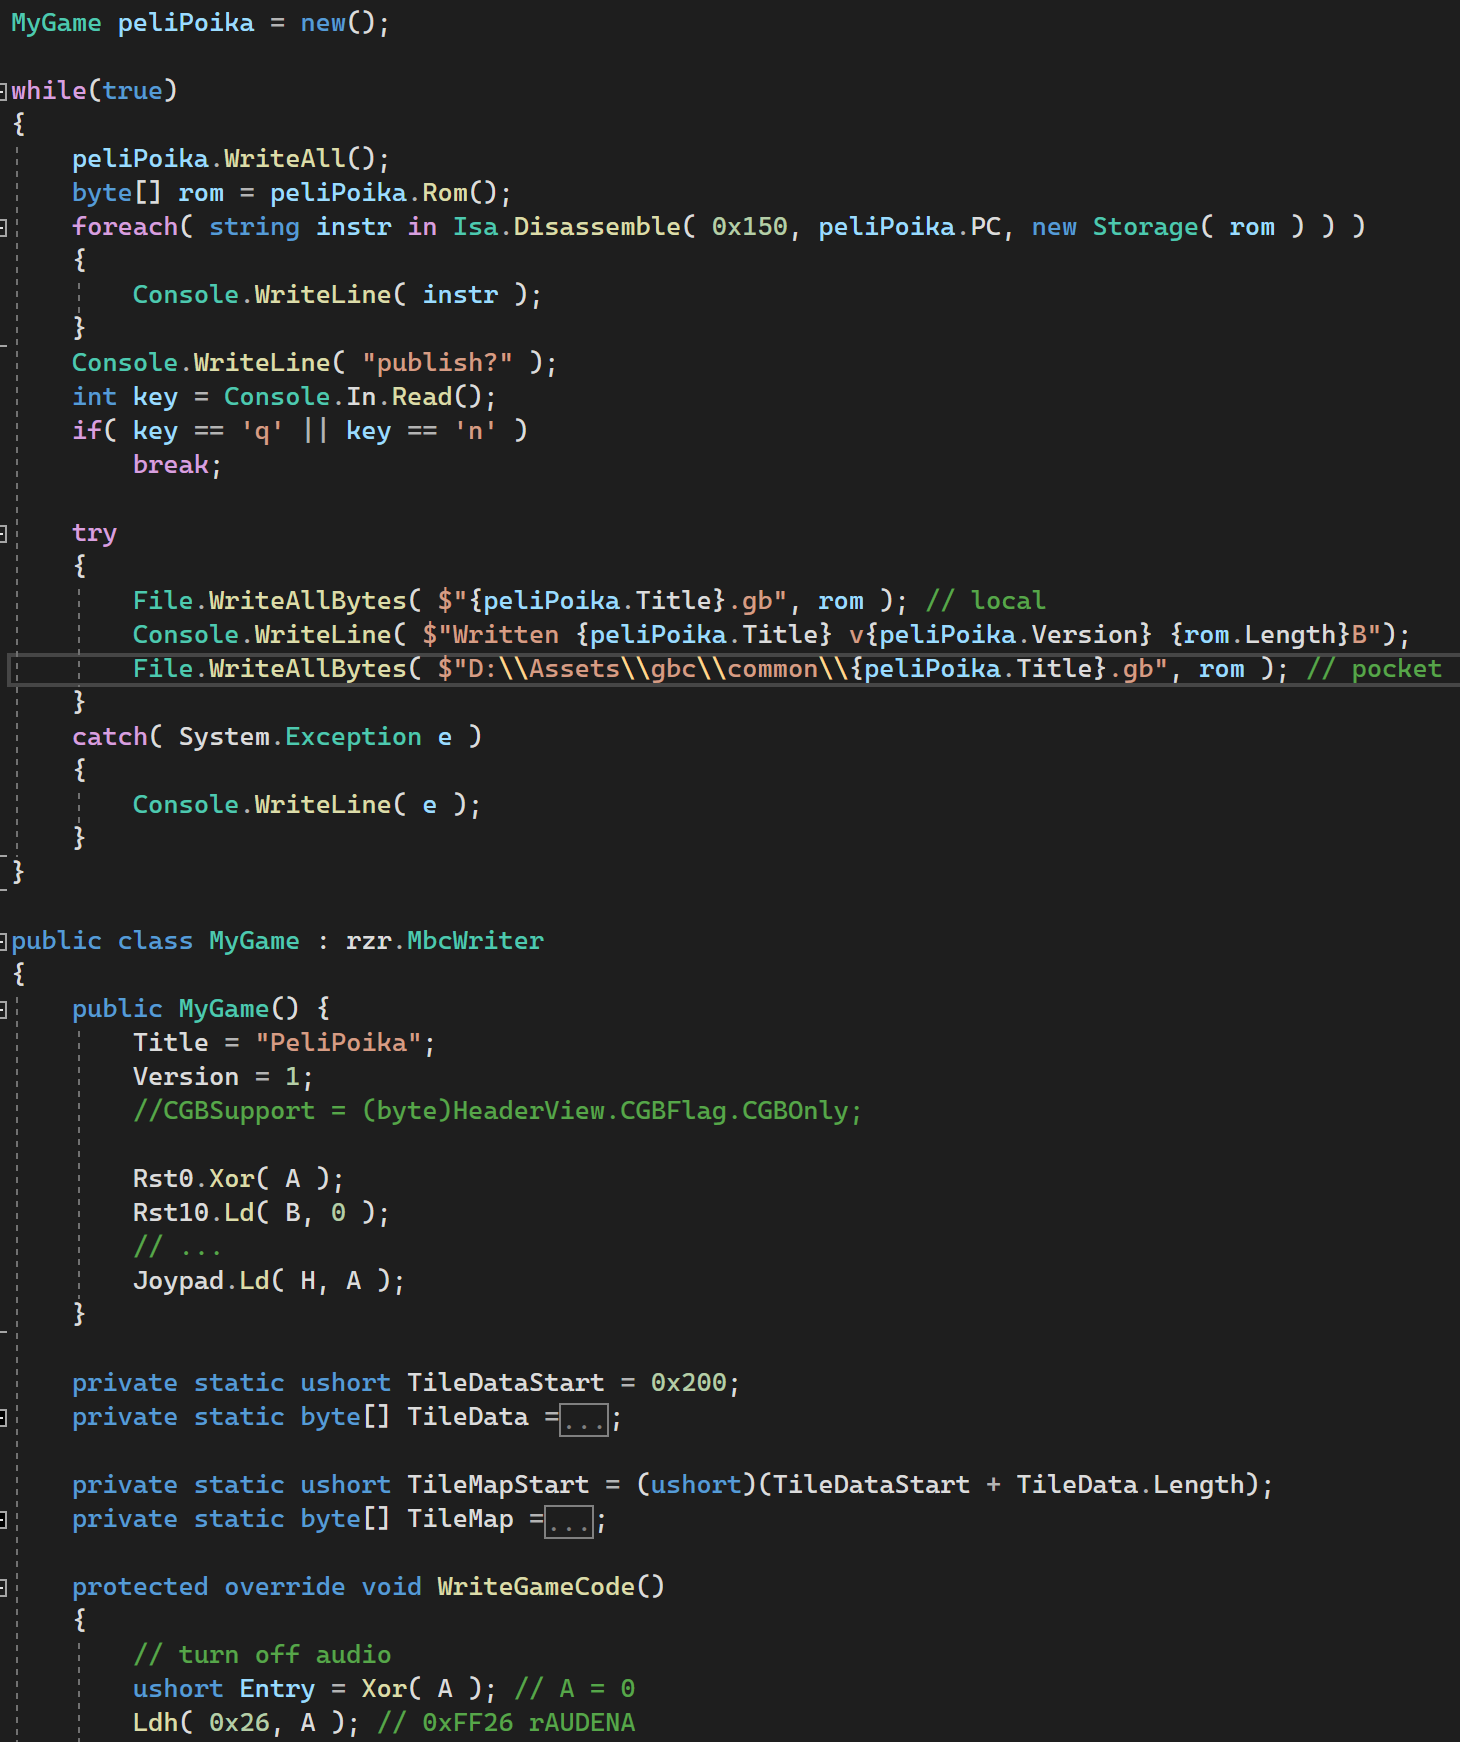 MyGame peliPoika = new();
while(true)
{
peliPoika.WriteAll();
byte[] rom = peliPoika.Rom();
foreach( string instr in Isa.Disassemble( 0x150, peliPoika.PC, new Storage( rom ) ) )
{
Console.WriteLine( instr );
}
Console.WriteLine( "publish?" );
int key = Console.In.Read();
if( key == 'q' || key == 'n' )
break;
try
{
File.WriteAllBytes( $"{peliPoika.Title}.gb", rom ); // local
Console.WriteLine( $"Written {peliPoika.Title} v{peliPoika.Version} {rom.Length}B");
File.WriteAllBytes( $"D:\\Assets\\gbc\\common\\{peliPoika.Title}.gb", rom ); // pocket
}
catch( System.Exception e )
{
Console.WriteLine( e );
}
}
public class MyGame : rzr.MbcWriter
{
public MyGame() {
Title = "PeliPoika";
Version = 1;
//CGBSupport = (byte)HeaderView.CGBFlag.CGBOnly;
Rst0.Xor( A );
Rst10.Ld( B, 0 );
// ...
Joypad.Ld( H, A );
}
private static ushort TileDataStart = 0x200;
private static byte[] TileData =...;
private static ushort TileMapStart = (ushort)(TileDataStart + TileData.Length);
private static byte[] TileMap =...;
protected override void WriteGameCode()
{
// turn off audio
ushort Entry = Xor( A ); // A = 0
Ldh( 0x26, A ); // 0xFF26 rAUDENA